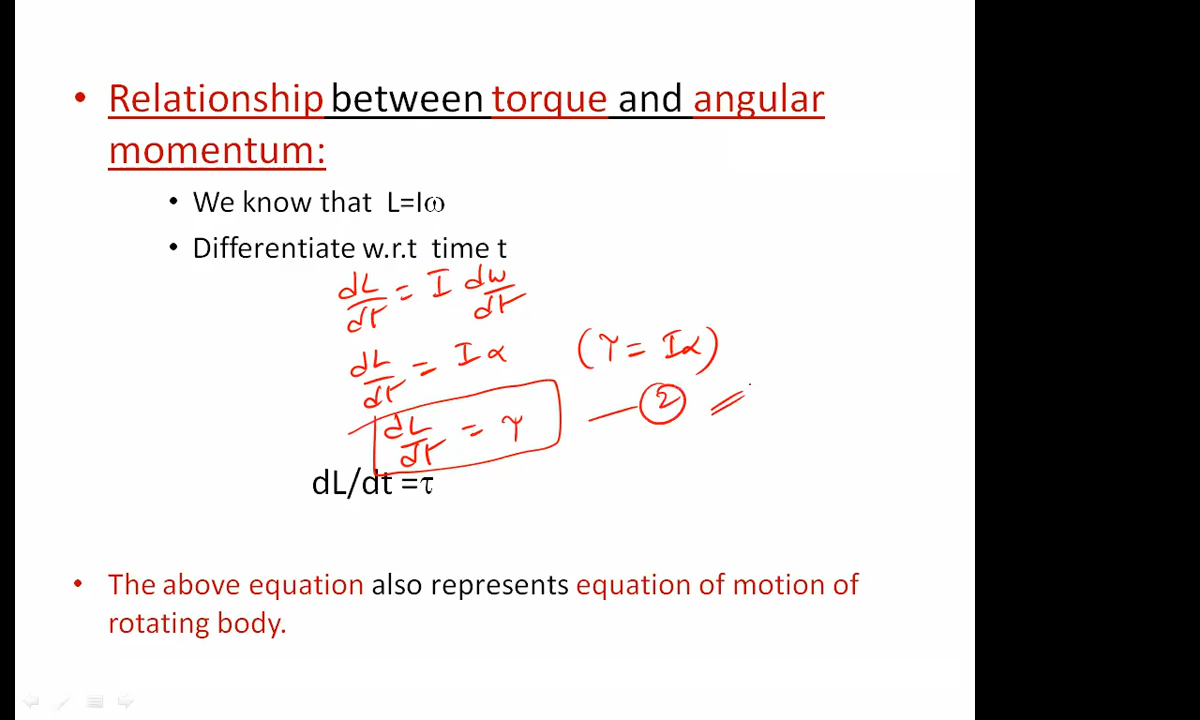 • Relationship between torque and angular
momentum:
• We know that L=Iω
• Differentiate w.r.t time t
dL/dt = I dω/dt
dL/dt = Iα (τ = Iα)
dL/dt = τ — ②
dL/dt =τ
• The above equation also represents equation of motion of
rotating body.